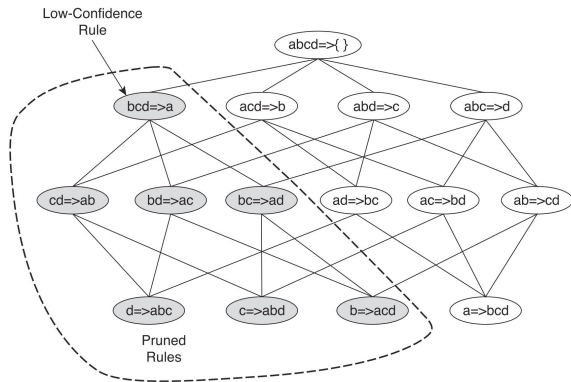 Low-Confidence
Rule
abcd=>{ }
bcd=>a
acd=>b
abd=>c
abc=>d
cd=>ab
bd=>ac
bc=>ad
ad=>bc
ac=>bd
ab=>cd
d=>abc
c=>abd
b=>acd
a=>bcd
Pruned
Rules